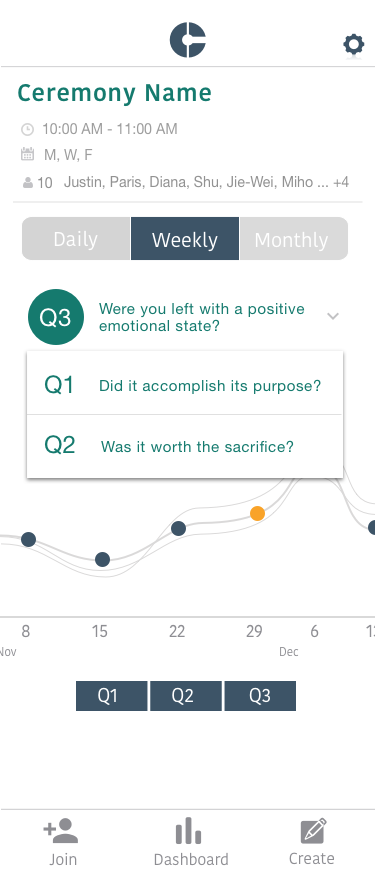 Ceremony Name
10:00 AM - 11:00 AM
M, W, F
10 Justin, Paris, Diana, Shu, Jie-Wei, Miho ... +4
Daily Weekly Monthly
Q3 Were you left with a positive
emotional state?
Q1 Did it accomplish its purpose?
Q2 Was it worth the sacrifice?
8 15 22 29 6
Nov Dec
Q1 Q2 Q3
Join Dashboard Create